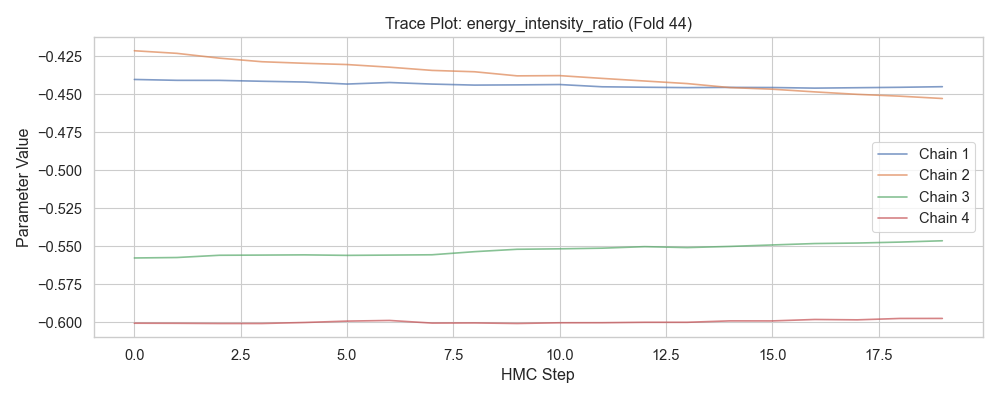 Trace Plot: energy_intensity_ratio (Fold 44)
Parameter Value
−0.425
−0.450
−0.475
−0.500
−0.525
−0.550
−0.575
−0.600
Chain 1
Chain 2
Chain 3
Chain 4
0.0 2.5 5.0 7.5 10.0 12.5 15.0 17.5
HMC Step